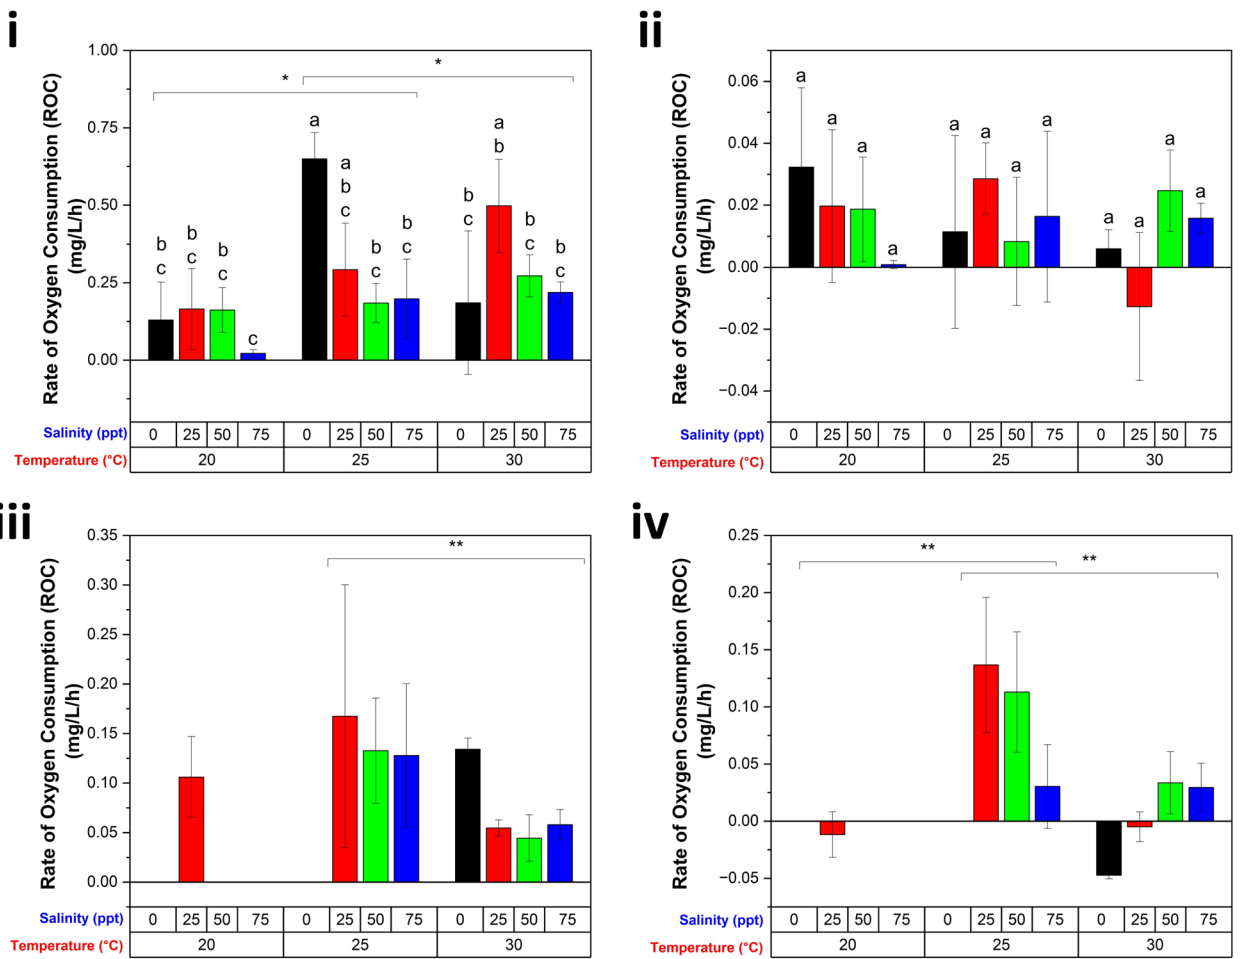 i
Rate of Oxygen Consumption (ROC)
(mg/L/h)
1.00
0.75
0.50
0.25
0.00
*
*
b
c
b
c
b
c
c
a
a
b
c
b
c
b
c
b
c
a
b
b
c
b
c
Salinity (ppt) 0 25 50 75 0 25 50 75 0 25 50 75
Temperature (°C) 20 25 30
ii
Rate of Oxygen Consumption (ROC)
(mg/L/h)
0.06
0.04
0.02
0.00
−0.02
−0.04
a
a
a
a
a
a
a
a
a
a
a
a
Salinity (ppt) 0 25 50 75 0 25 50 75 0 25 50 75
Temperature (°C) 20 25 30
iii
Rate of Oxygen Consumption (ROC)
(mg/L/h)
0.35
0.30
0.25
0.20
0.15
0.10
0.05
0.00
**
Salinity (ppt) 0 25 50 75 0 25 50 75 0 25 50 75
Temperature (°C) 20 25 30
iv
Rate of Oxygen Consumption (ROC)
(mg/L/h)
0.25
0.20
0.15
0.10
0.05
0.00
−0.05
**
**
Salinity (ppt) 0 25 50 75 0 25 50 75 0 25 50 75
Temperature (°C) 20 25 30